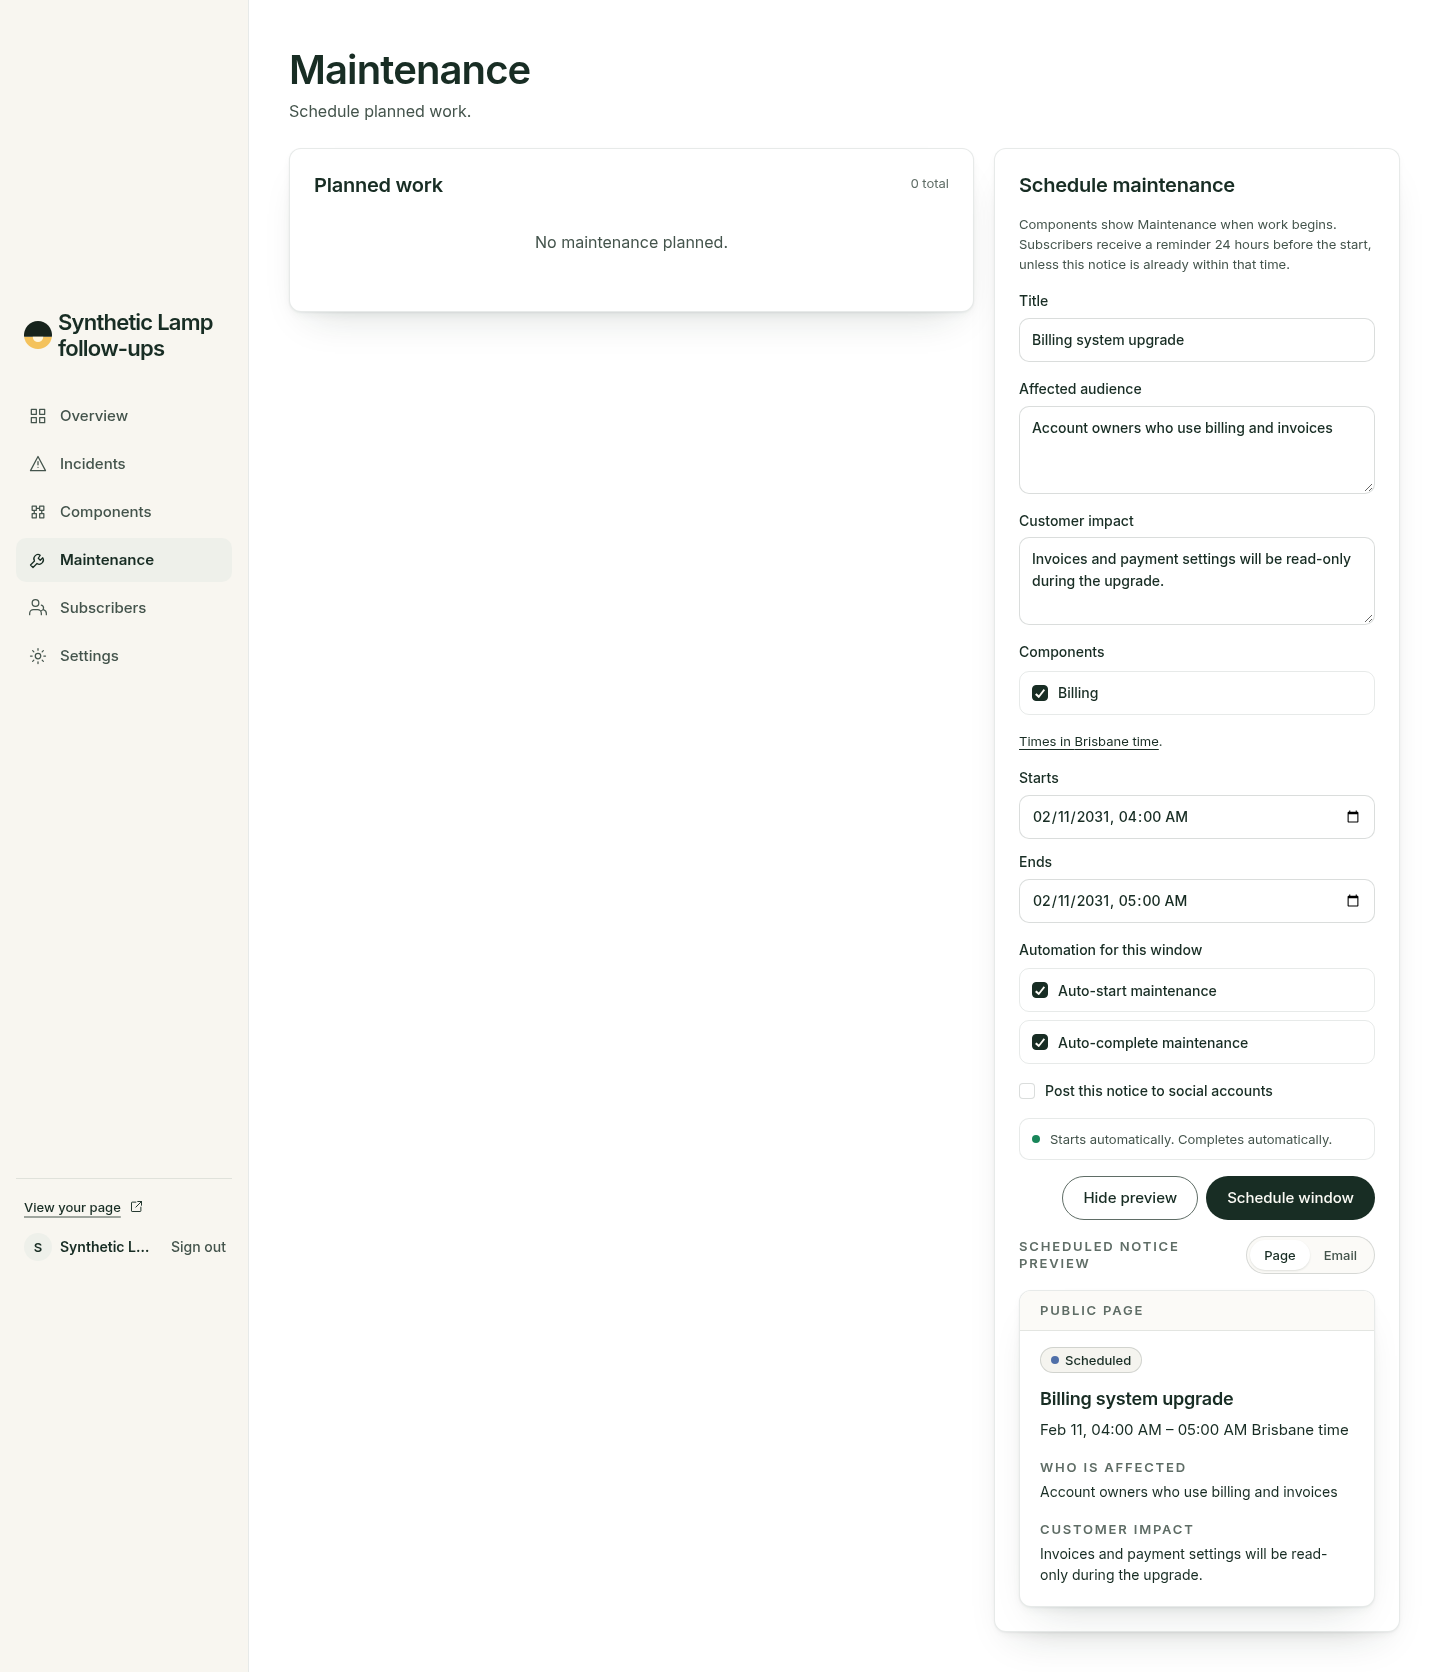 Synthetic Lamp
follow-ups
Overview
Incidents
Components
Maintenance
Subscribers
Settings
View your page
S
Synthetic L...
Sign out
Maintenance
Schedule planned work.
Planned work
0 total
No maintenance planned.
Schedule maintenance
Components show Maintenance when work begins.
Subscribers receive a reminder 24 hours before the start,
unless this notice is already within that time.
Title
Billing system upgrade
Affected audience
Account owners who use billing and invoices
Customer impact
Invoices and payment settings will be read-only
during the upgrade.
Components
Billing
Times in Brisbane time.
Starts
02/11/2031, 04:00 AM
Ends
02/11/2031, 05:00 AM
Automation for this window
Auto-start maintenance
Auto-complete maintenance
Post this notice to social accounts
Starts automatically. Completes automatically.
Hide preview
Schedule window
SCHEDULED NOTICE
PREVIEW
Page
Email
PUBLIC PAGE
Scheduled
Billing system upgrade
Feb 11, 04:00 AM – 05:00 AM Brisbane time
WHO IS AFFECTED
Account owners who use billing and invoices
CUSTOMER IMPACT
Invoices and payment settings will be read-
only during the upgrade.